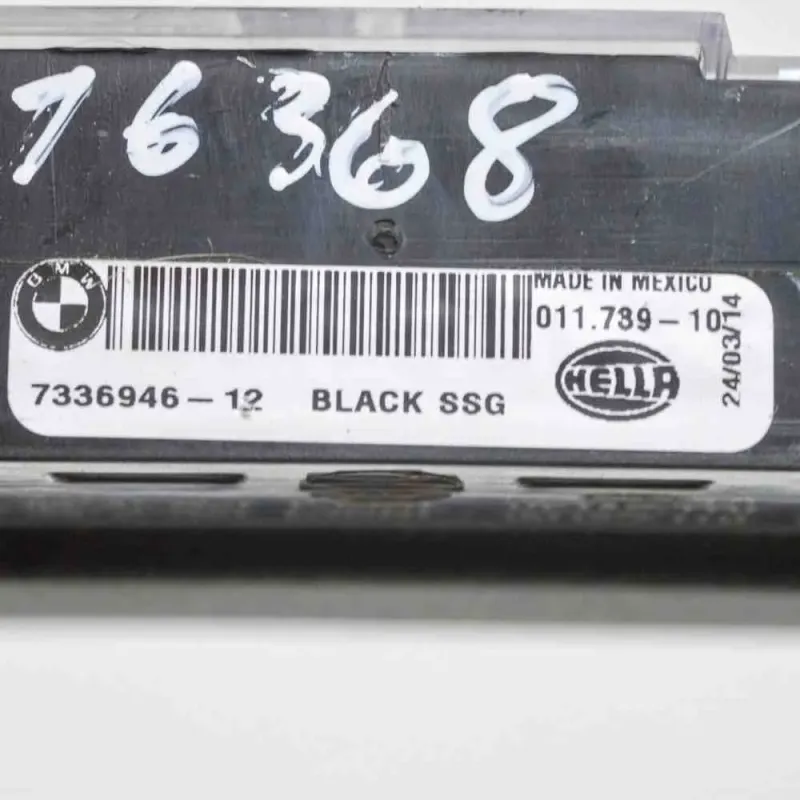 76368
BMW
MADE IN MEXICO
011.739-10
24/03/14
HELLA
7336946-12 BLACK SSG